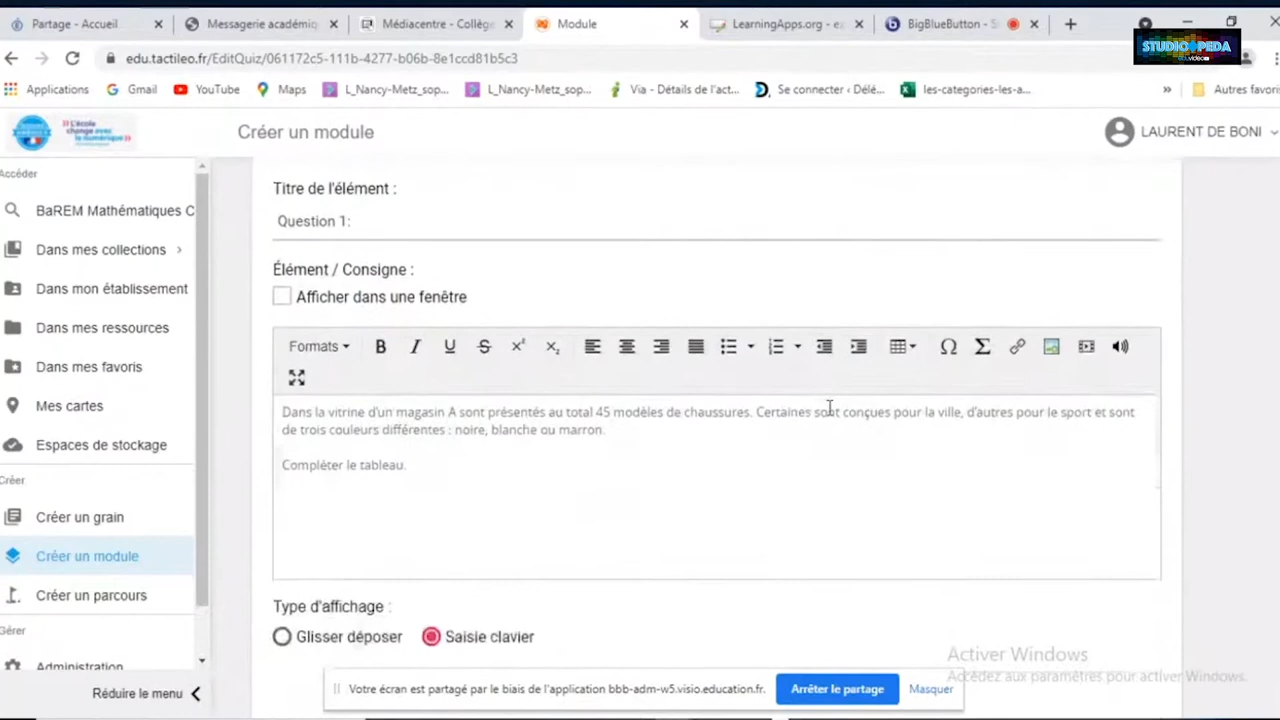 Partage - Accueil
Messagerie académiq
Médiacentre - Collège
Module
LearningApps.org - e
BigBlueButton - S
edu.tactileo.fr/EditQuiz/061172c5-111b-4277-b06b-8e1ccd9fb5c3
STUDIO PEDA
Applications
Gmail
YouTube
Maps
L_Nancy-Metz_sop...
L_Nancy-Metz_sop...
Via - Détails de l'act...
Se connecter ‹ Délé...
les-categories-les-a...
»
Autres favoris
L'école change avec le numérique
Créer un module
LAURENT DE BONI
Accéder
BaREM Mathématiques C
Dans mes collections
Dans mon établissement
Dans mes ressources
Dans mes favoris
Mes cartes
Espaces de stockage
Créer
Créer un grain
Créer un module
Créer un parcours
Gérer
Administration
Réduire le menu
Titre de l'élément :
Question 1:
Élément / Consigne :
Afficher dans une fenêtre
Formats
Dans la vitrine d'un magasin A sont présentés au total 45 modèles de chaussures. Certaines sont conçues pour la ville, d'autres pour le sport et sont
de trois couleurs différentes : noire, blanche ou marron.
Complèter le tableau.
Type d'affichage :
Glisser déposer
Saisie clavier
Activer Windows
Accédez aux paramètres pour activer Windows.
Votre écran est partagé par le biais de l'application bbb-adm-w5.visio.education.fr.
Arrêter le partage
Masquer